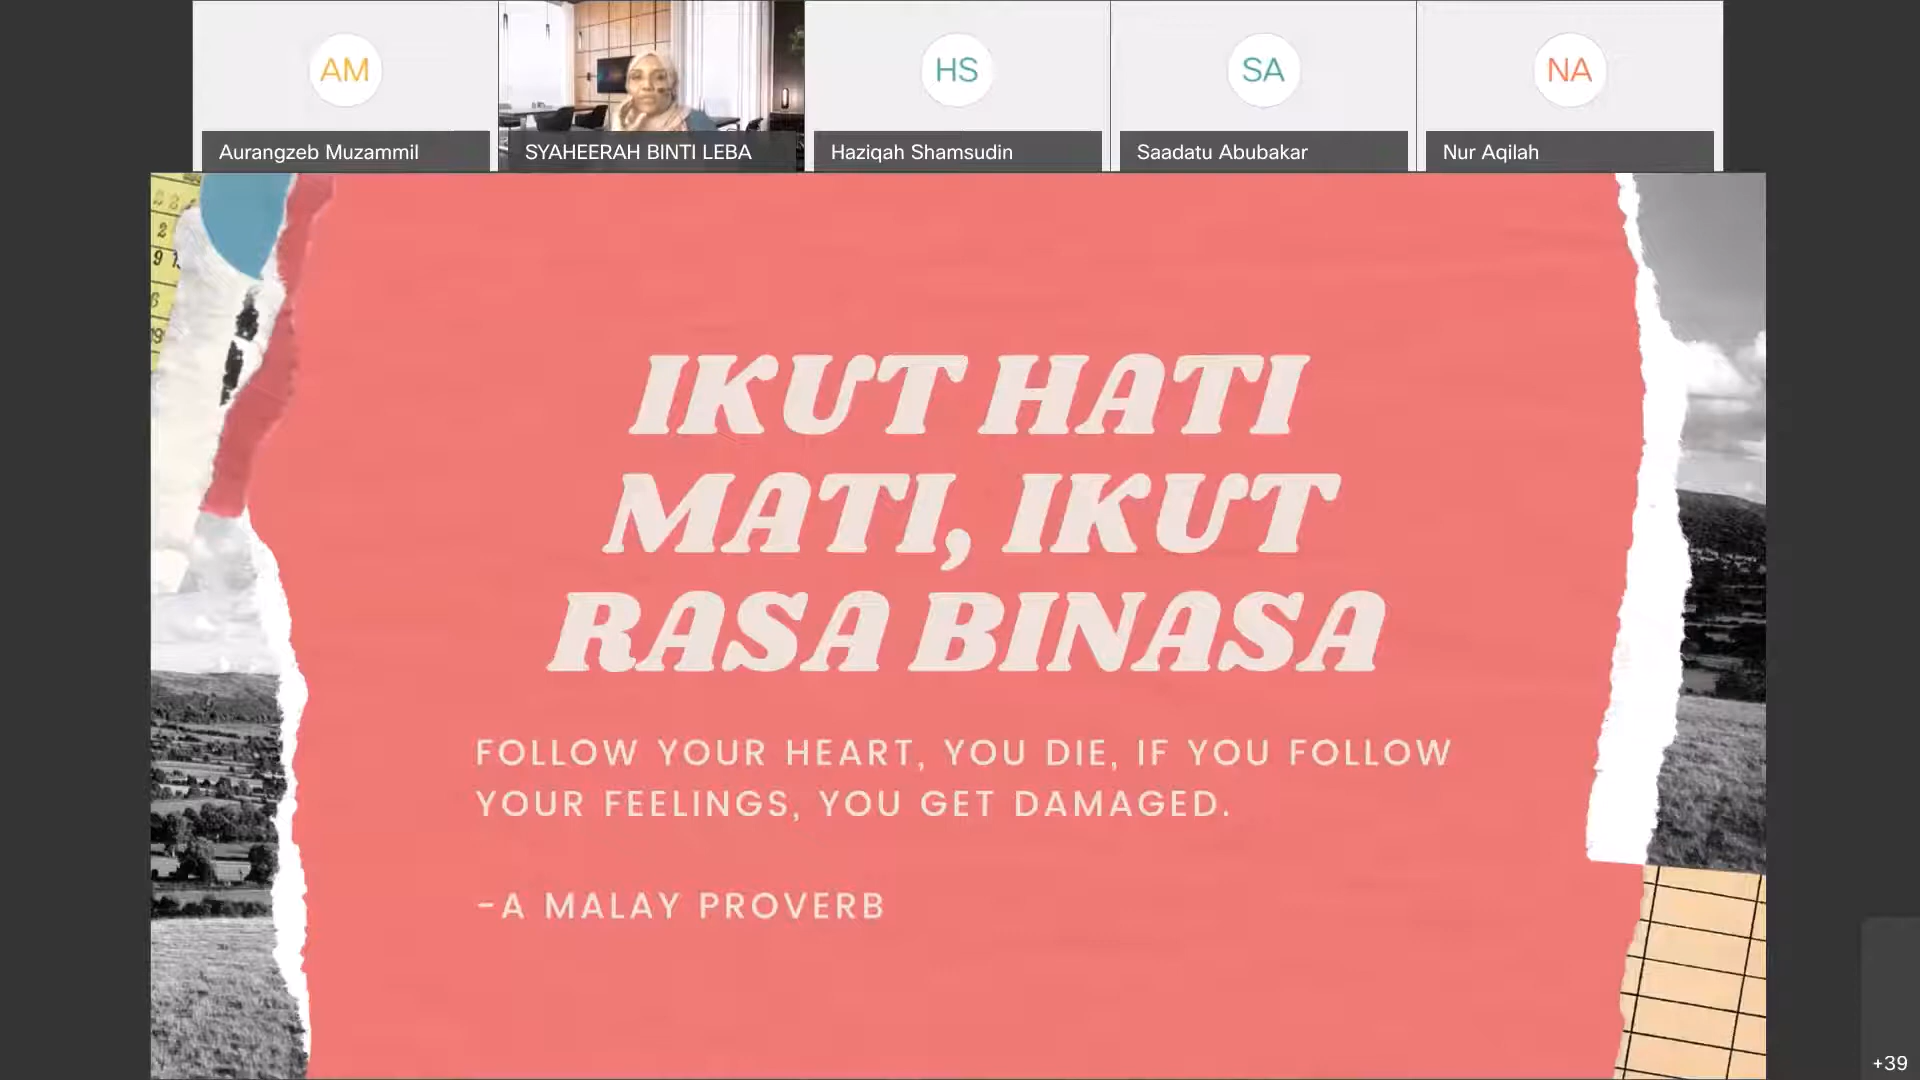 AM
HS
SA
NA
Aurangzeb Muzammil
SYAHEERAH BINTI LEBA
Haziqah Shamsudin
Saadatu Abubakar
Nur Aqilah
IKUT HATI
MATI, IKUT
RASA BINASA
FOLLOW YOUR HEART, YOU DIE, IF YOU FOLLOW
YOUR FEELINGS, YOU GET DAMAGED.
-A MALAY PROVERB
+39